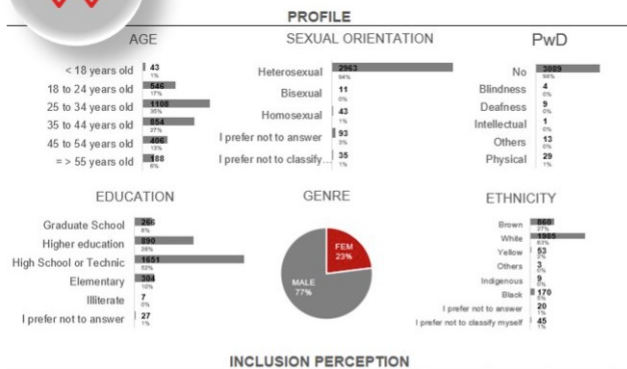 PROFILE
AGE
< 18 years old 43
1%
18 to 24 years old 546
17%
25 to 34 years old 1108
35%
35 to 44 years old 854
27%
45 to 54 years old 406
13%
= > 55 years old 188
6%
SEXUAL ORIENTATION
Heterosexual 2963
94%
Bisexual 11
0%
Homosexual 43
1%
I prefer not to answer 93
3%
I prefer not to classify... 35
1%
PwD
No 3089
98%
Blindness 4
0%
Deafness 9
0%
Intellectual 1
0%
Others 13
0%
Physical 29
1%
EDUCATION
Graduate School 266
8%
Higher education 890
28%
High School or Technic 1651
53%
Elementary 304
10%
Illiterate 7
0%
I prefer not to answer 27
1%
GENRE
FEM
23%
MALE
77%
ETHNICITY
Brown 860
27%
White 1985
63%
Yellow 53
2%
Others 3
0%
Indigenous 9
0%
Black 170
5%
I prefer not to answer 20
1%
I prefer not to classify myself 45
1%
INCLUSION PERCEPTION